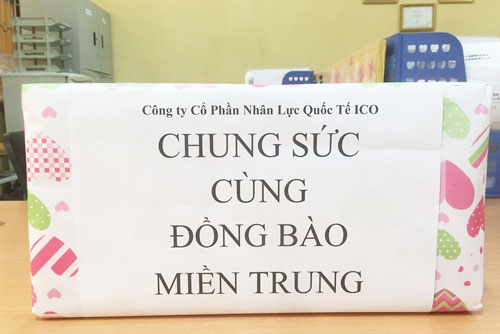 Công ty Cổ Phần Nhân Lực Quốc Tế ICO
CHUNG SỨC
CÙNG
ĐỒNG BÀO
MIỀN TRUNG